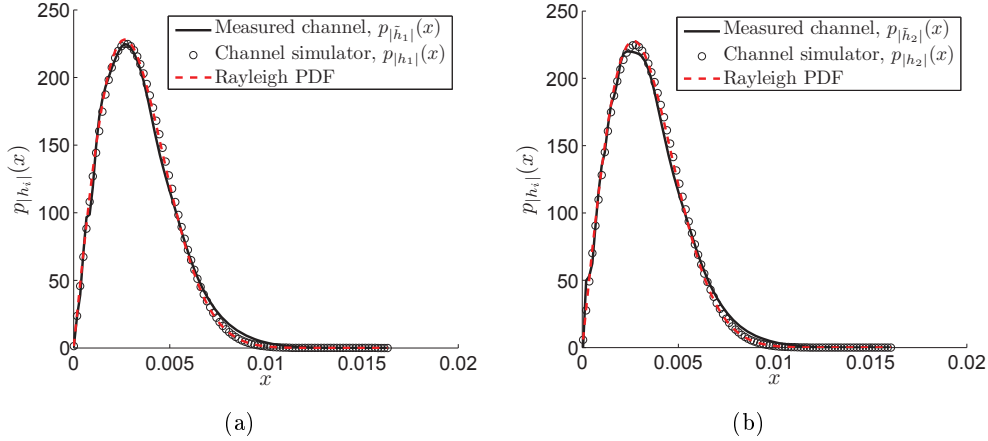 Measured channel, p|h̃₁|(x)
Channel simulator, p|h₁|(x)
Rayleigh PDF
p|hᵢ|(x)
250
200
150
100
50
0
0 0.005 0.01 0.015 0.02
x
(a)
Measured channel, p|h̃₂|(x)
Channel simulator, p|h₂|(x)
Rayleigh PDF
p|hᵢ|(x)
250
200
150
100
50
0
0 0.005 0.01 0.015 0.02
x
(b)